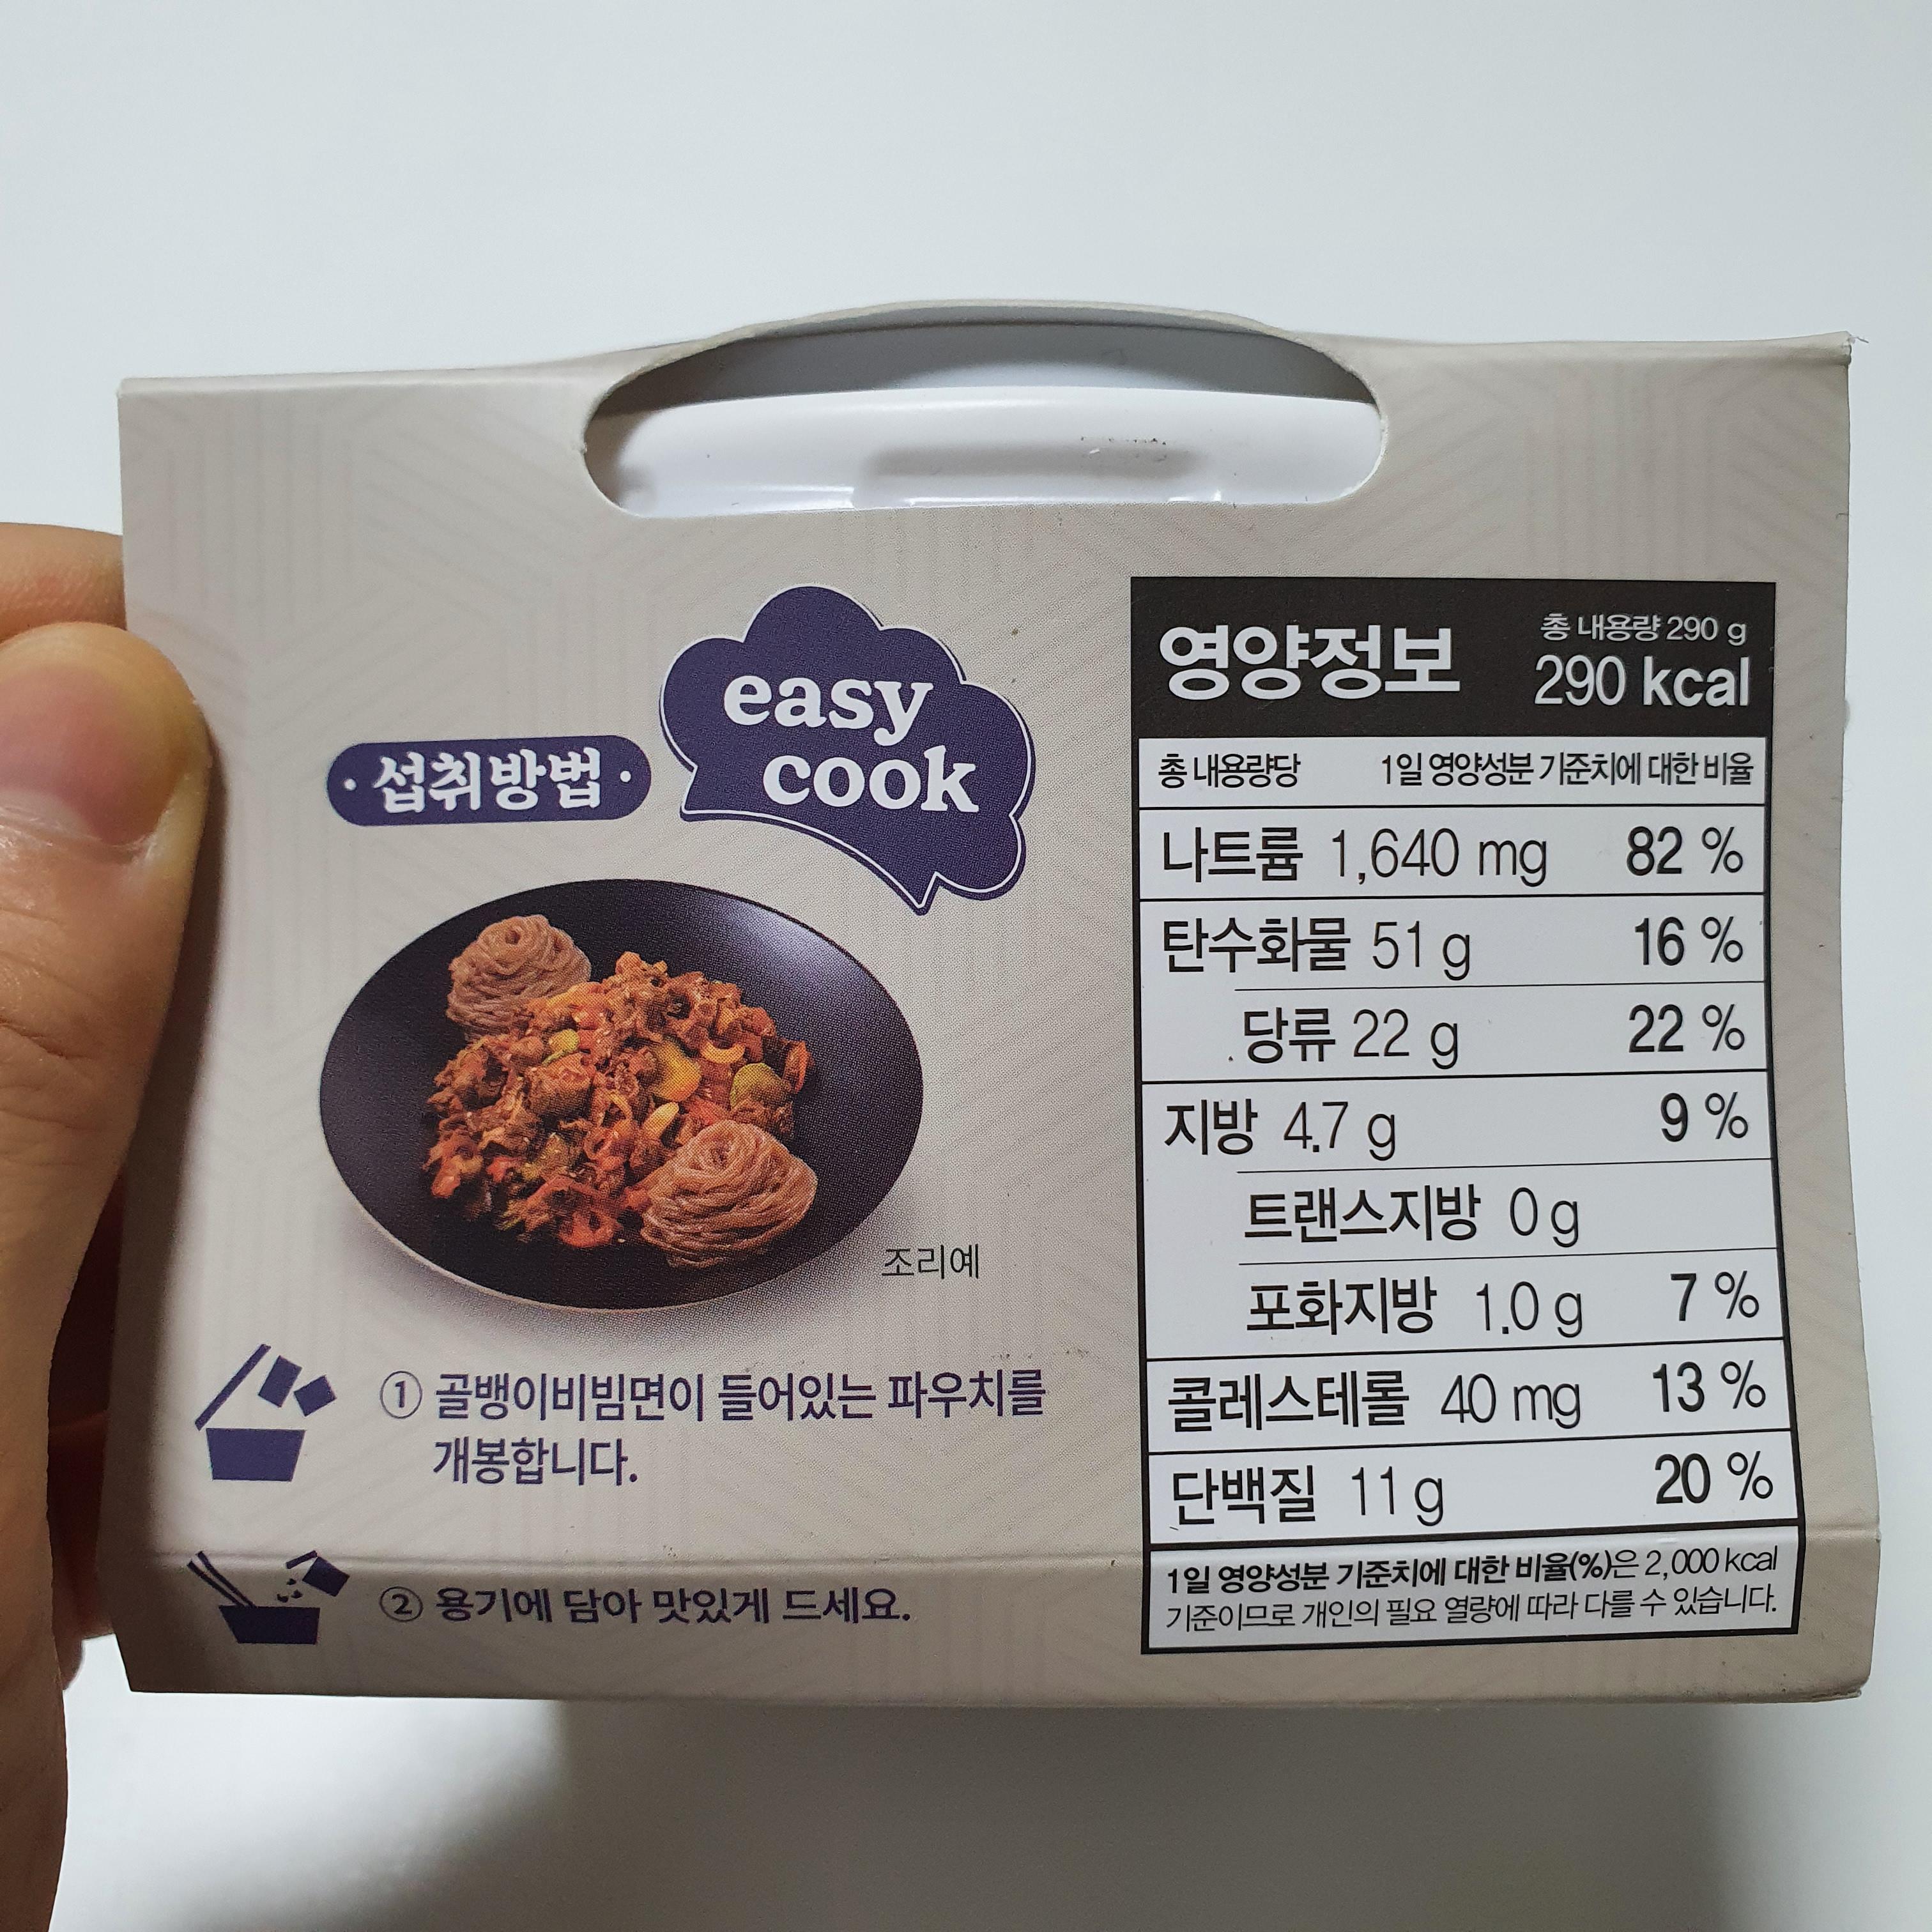 easy
cook
· 섭취방법 ·
조리예
① 골뱅이비빔면이 들어있는 파우치를
개봉합니다.
② 용기에 담아 맛있게 드세요.
영양정보
총 내용량 290 g
290 kcal
총 내용량당 1일 영양성분 기준치에 대한 비율
나트륨 1,640 mg 82 %
탄수화물 51 g 16 %
당류 22 g 22 %
지방 4.7 g 9 %
트랜스지방 0 g
포화지방 1.0 g 7 %
콜레스테롤 40 mg 13 %
단백질 11 g 20 %
1일 영양성분 기준치에 대한 비율(%)은 2,000 kcal
기준이므로 개인의 필요 열량에 따라 다를 수 있습니다.